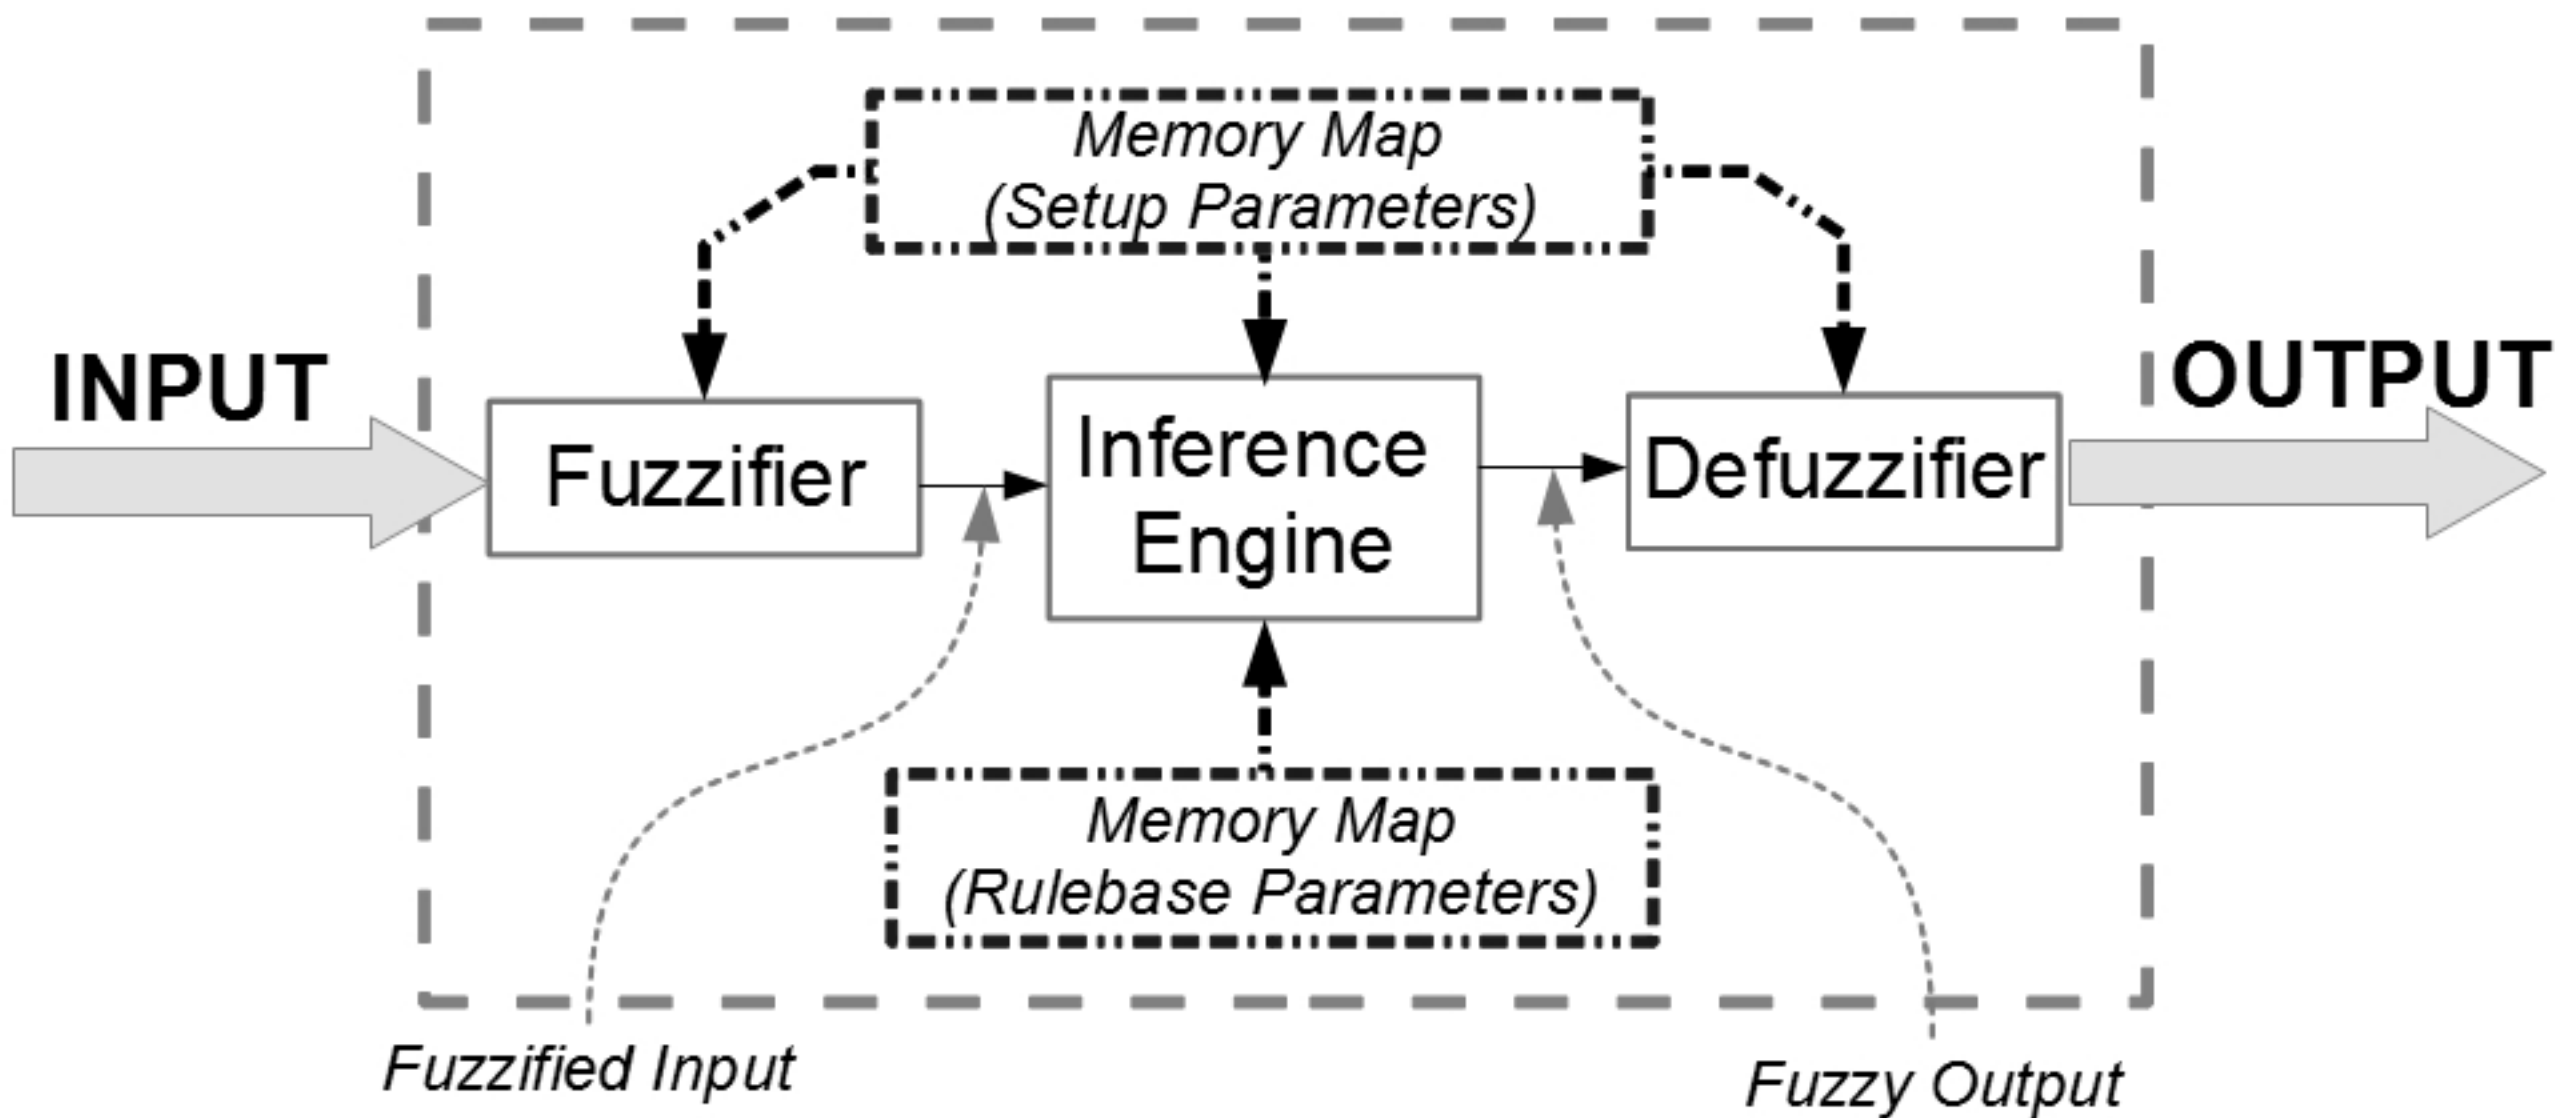 Memory Map
(Setup Parameters)
INPUT
OUTPUT
Fuzzifier
Inference
Engine
Defuzzifier
Memory Map
(Rulebase Parameters)
Fuzzified Input
Fuzzy Output